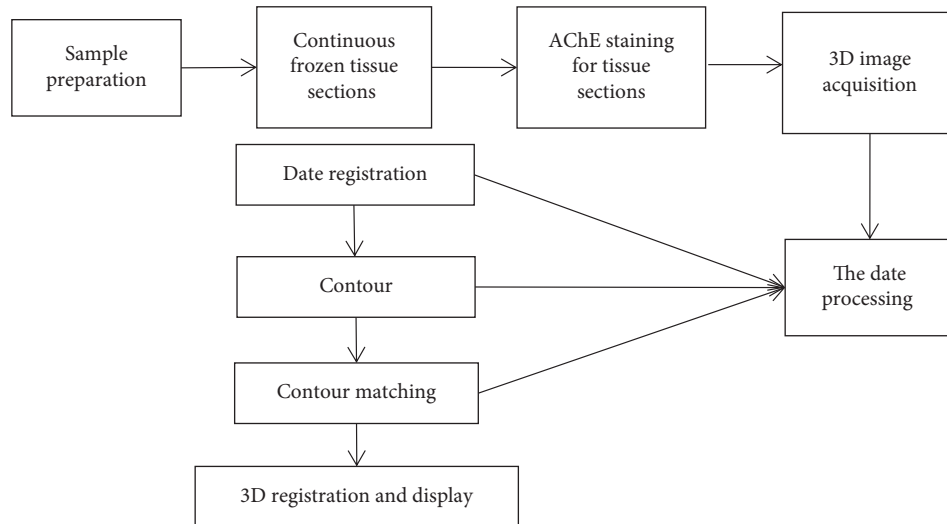 Sample
preparation
Continuous
frozen tissue
sections
AChE staining
for tissue
sections
3D image
acquisition
Date registration
Contour
Contour matching
3D registration and display
The date
processing